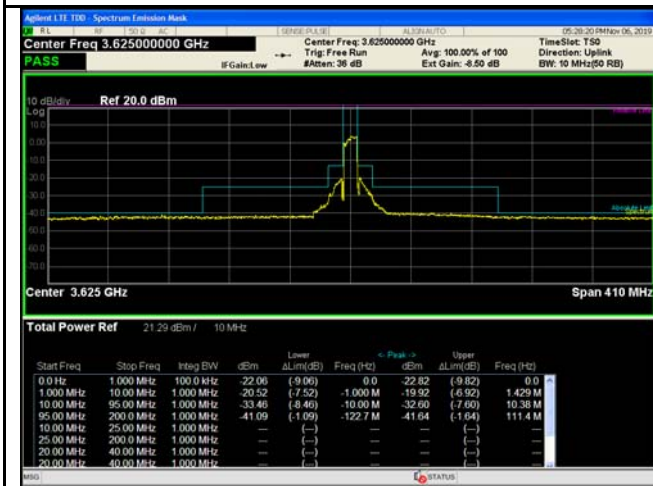 Agilent LTE TDD - Spectrum Emission Mask
RL RF 50 Ω AC SENSE:PULSE ALIGN AUTO 05:28:20 PM Nov 06, 2019
Center Freq 3.625000000 GHz Center Freq: 3.625000000 GHz TimeSlot: TS0
Trig: Free Run Avg: 100.00% of 100 Direction: Uplink
PASS IFGain:Low #Atten: 36 dB Ext Gain: -8.50 dB BW: 10 MHz(50 RB)
10 dB/div Ref 20.0 dBm
Log
10.0
0.00
10.0
20.0
30.0
40.0
50.0
60.0
70.0
Relative Limit
Absolute Limit
Spectrum
Center 3.625 GHz Span 410 MHz
Total Power Ref 21.29 dBm / 10 MHz
Lower <- Peak -> Upper
Start Freq Stop Freq Integ BW dBm ΔLim(dB) Freq (Hz) dBm ΔLim(dB) Freq (Hz)
0.0 Hz 1.000 MHz 100.0 kHz -22.06 (-9.06) 0.0 -22.82 (-9.82) 0.0
1.000 MHz 10.00 MHz 1.000 MHz -20.52 (-7.52) -1.000 M -19.92 (-6.92) 1.429 M
10.00 MHz 95.00 MHz 1.000 MHz -33.46 (-8.46) -10.00 M -32.60 (-7.60) 10.38 M
95.00 MHz 200.0 MHz 1.000 MHz -41.09 (-1.09) -122.7 M -41.64 (-1.64) 111.4 M
10.00 MHz 25.00 MHz 1.000 MHz --- (---) --- (---)
25.00 MHz 200.0 MHz 1.000 MHz --- (---) --- (---)
20.00 MHz 40.00 MHz 1.000 MHz --- (---) --- (---)
20.00 MHz 40.00 MHz 1.000 MHz --- (---) --- (---)
MSG STATUS